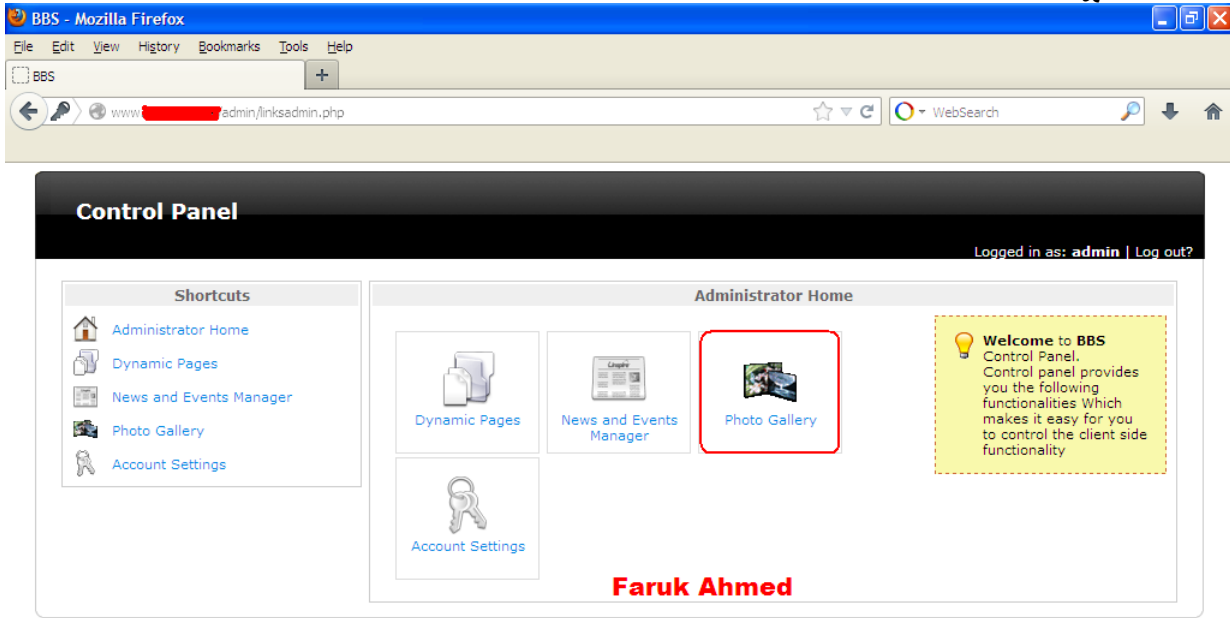 BBS - Mozilla Firefox
File Edit View History Bookmarks Tools Help
BBS
www. /admin/linksadmin.php
WebSearch
Control Panel
Logged in as: admin | Log out?
Shortcuts
Administrator Home
Dynamic Pages
News and Events Manager
Photo Gallery
Account Settings
Administrator Home
Dynamic Pages
News and Events
Manager
Photo Gallery
Account Settings
Welcome to BBS
Control Panel.
Control panel provides
you the following
functionalities Which
makes it easy for you
to control the client side
functionality
Faruk Ahmed